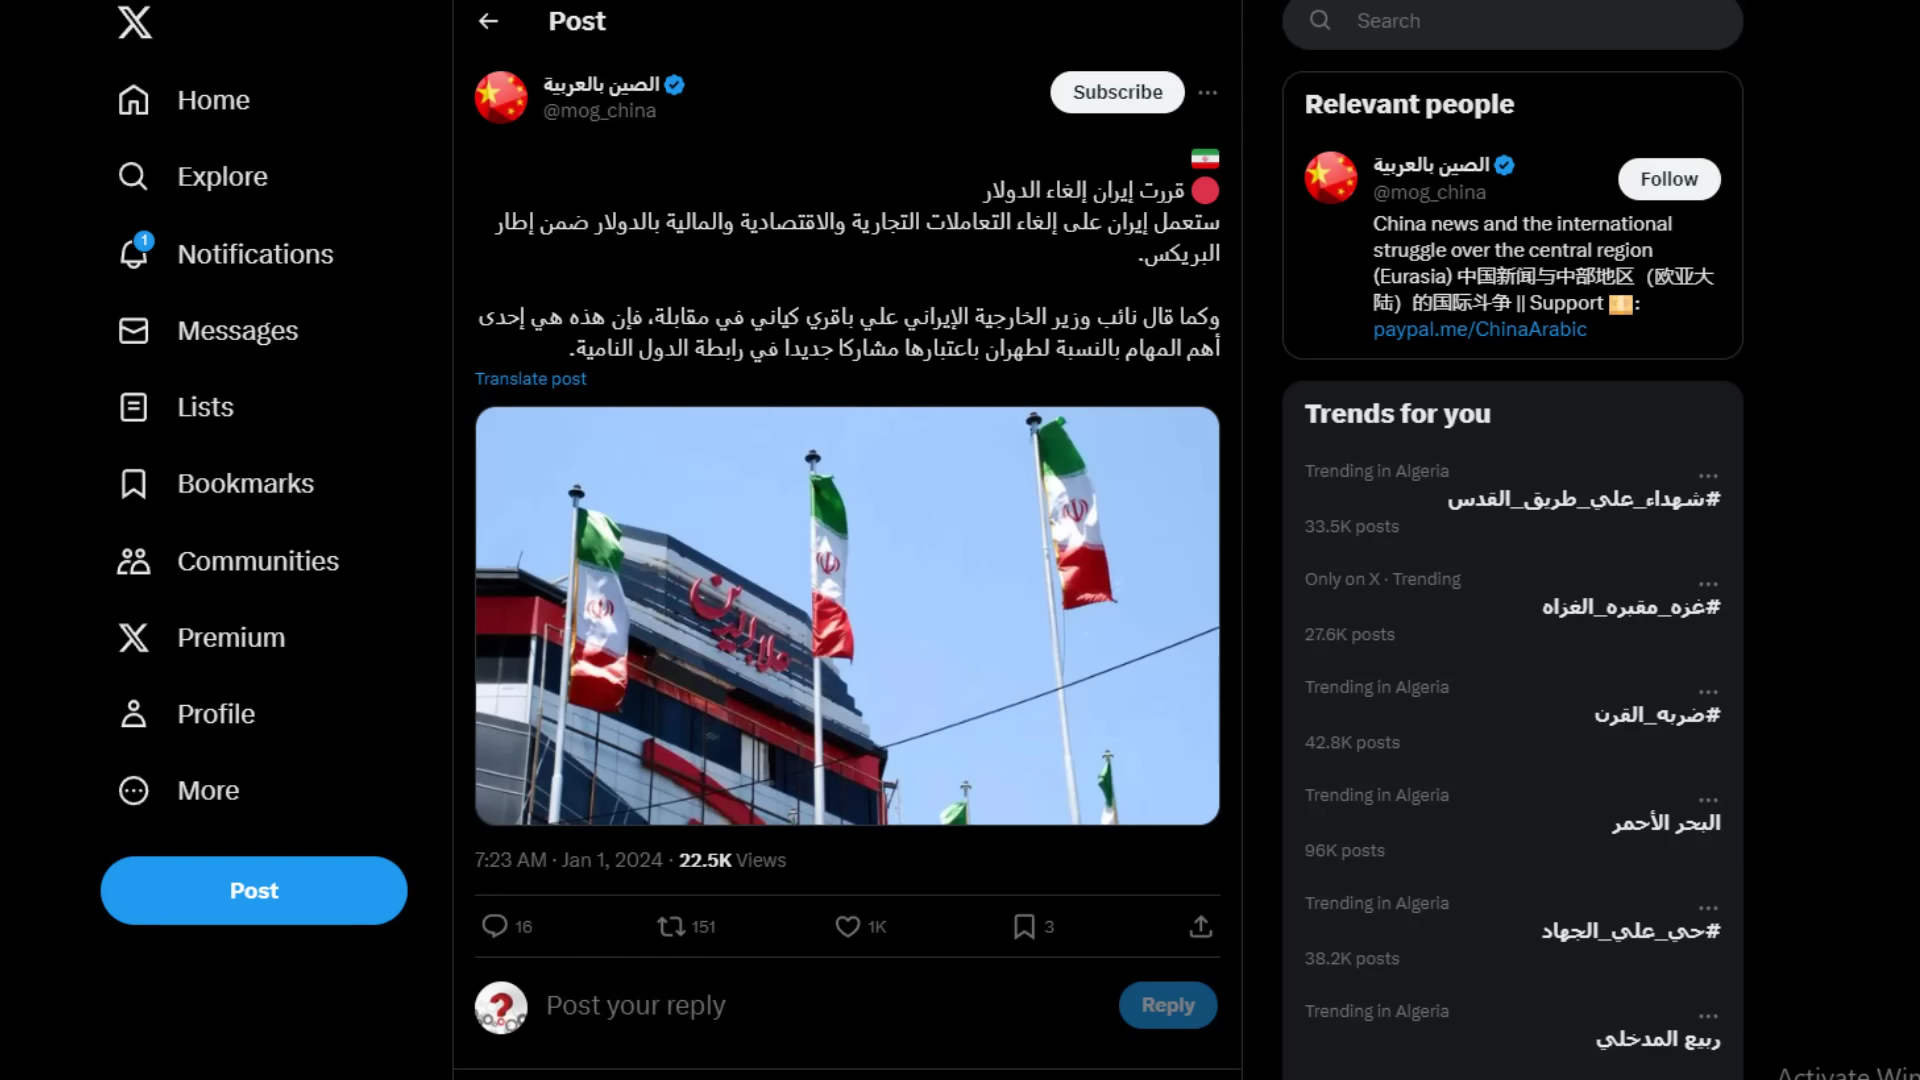 Home
Explore
1
Notifications
Messages
Lists
Bookmarks
Communities
Premium
Profile
More
Post
Post
الصين بالعربية
@mog_china
Subscribe
قررت إيران إلغاء الدولار
ستعمل إيران على إلغاء التعاملات التجارية والاقتصادية والمالية بالدولار ضمن إطار
البريكس.
وكما قال نائب وزير الخارجية الإيراني علي باقري كياني في مقابلة، فإن هذه هي إحدى
أهم المهام بالنسبة لطهران باعتبارها مشاركا جديدا في رابطة الدول النامية.
Translate post
7:23 AM · Jan 1, 2024 · 22.5K Views
16
151
1K
3
Post your reply
Reply
Search
Relevant people
الصين بالعربية
@mog_china
Follow
China news and the international
struggle over the central region
(Eurasia) 中国新闻与中部地区（欧亚大
陆）的国际斗争 || Support :
paypal.me/ChinaArabic
Trends for you
Trending in Algeria
#شهداء_علي_طريق_القدس
33.5K posts
Only on X · Trending
#غزه_مقبره_الغزاه
27.6K posts
Trending in Algeria
#ضربه_القرن
42.8K posts
Trending in Algeria
البحر الأحمر
96K posts
Trending in Algeria
#حي_علي_الجهاد
38.2K posts
Trending in Algeria
ربيع المدخلي